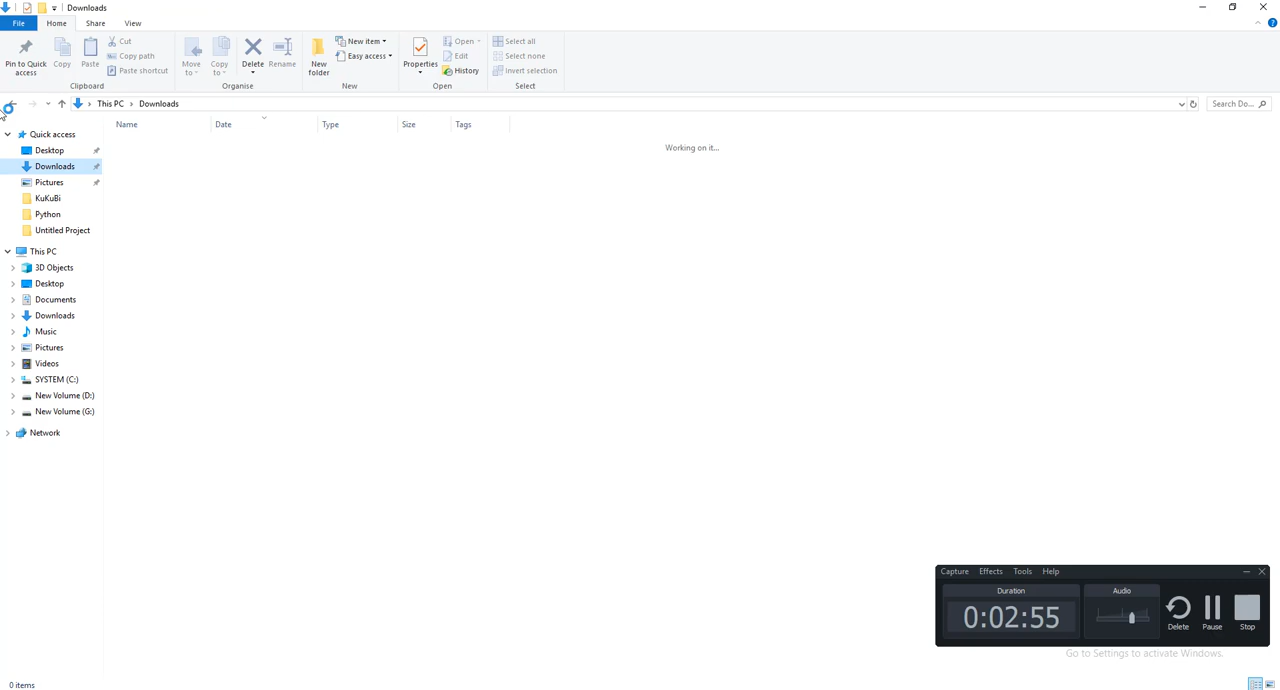 Downloads
File Home Share View
Pin to Quick access
Copy
Paste
Cut
Copy path
Paste shortcut
Clipboard
Move to
Copy to
Delete
Rename
Organise
New folder
New item
Easy access
New
Properties
Open
Edit
History
Open
Select all
Select none
Invert selection
Select
This PC › Downloads
Search Do...
Name Date Type Size Tags
Working on it...
Quick access
Desktop
Downloads
Pictures
KuKuBi
Python
Untitled Project
This PC
3D Objects
Desktop
Documents
Downloads
Music
Pictures
Videos
SYSTEM (C:)
New Volume (D:)
New Volume (G:)
Network
Capture Effects Tools Help
Duration
0:02:55
Audio
Delete Pause Stop
Go to Settings to activate Windows.
0 items